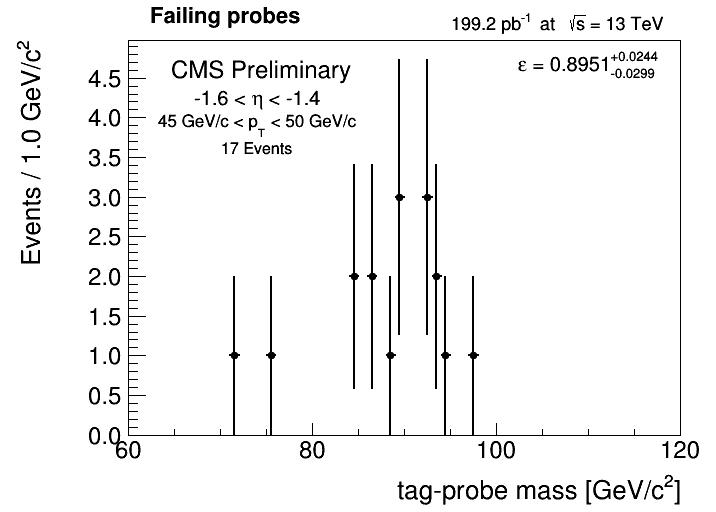 Failing probes
199.2 pb⁻¹ at √s = 13 TeV
CMS Preliminary
-1.6 < η < -1.4
45 GeV/c < p_T < 50 GeV/c
17 Events
ε = 0.8951 +0.0244 -0.0299
Events / 1.0 GeV/c²
4.5
4.0
3.5
3.0
2.5
2.0
1.5
1.0
0.5
0.0
60 80 100 120
tag-probe mass [GeV/c²]